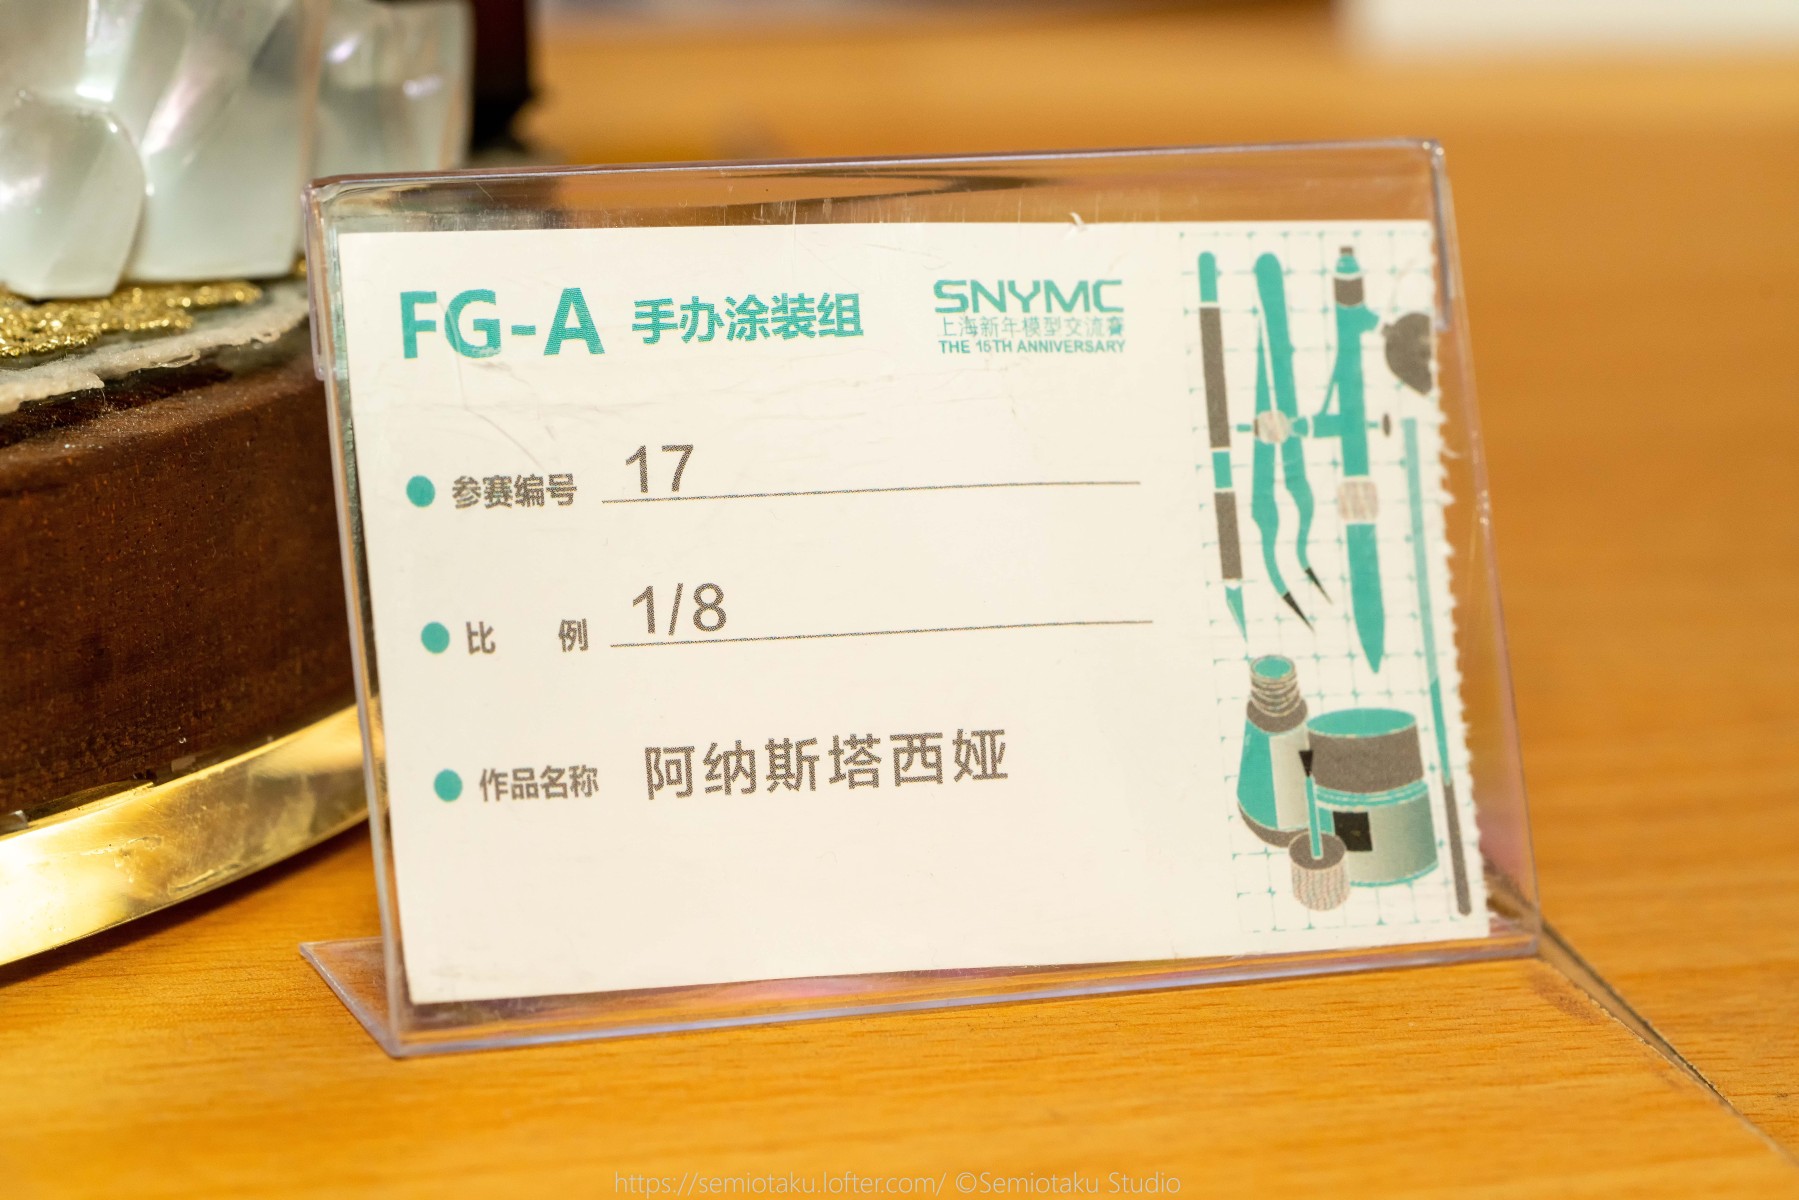 FG-A 手办涂装组
SNYMC
上海新年模型交流賽
THE 15TH ANNIVERSARY
参赛编号 17
比 例 1/8
作品名称 阿纳斯塔西娅
https://semiotaku.lofter.com/ ©Semiotaku Studio